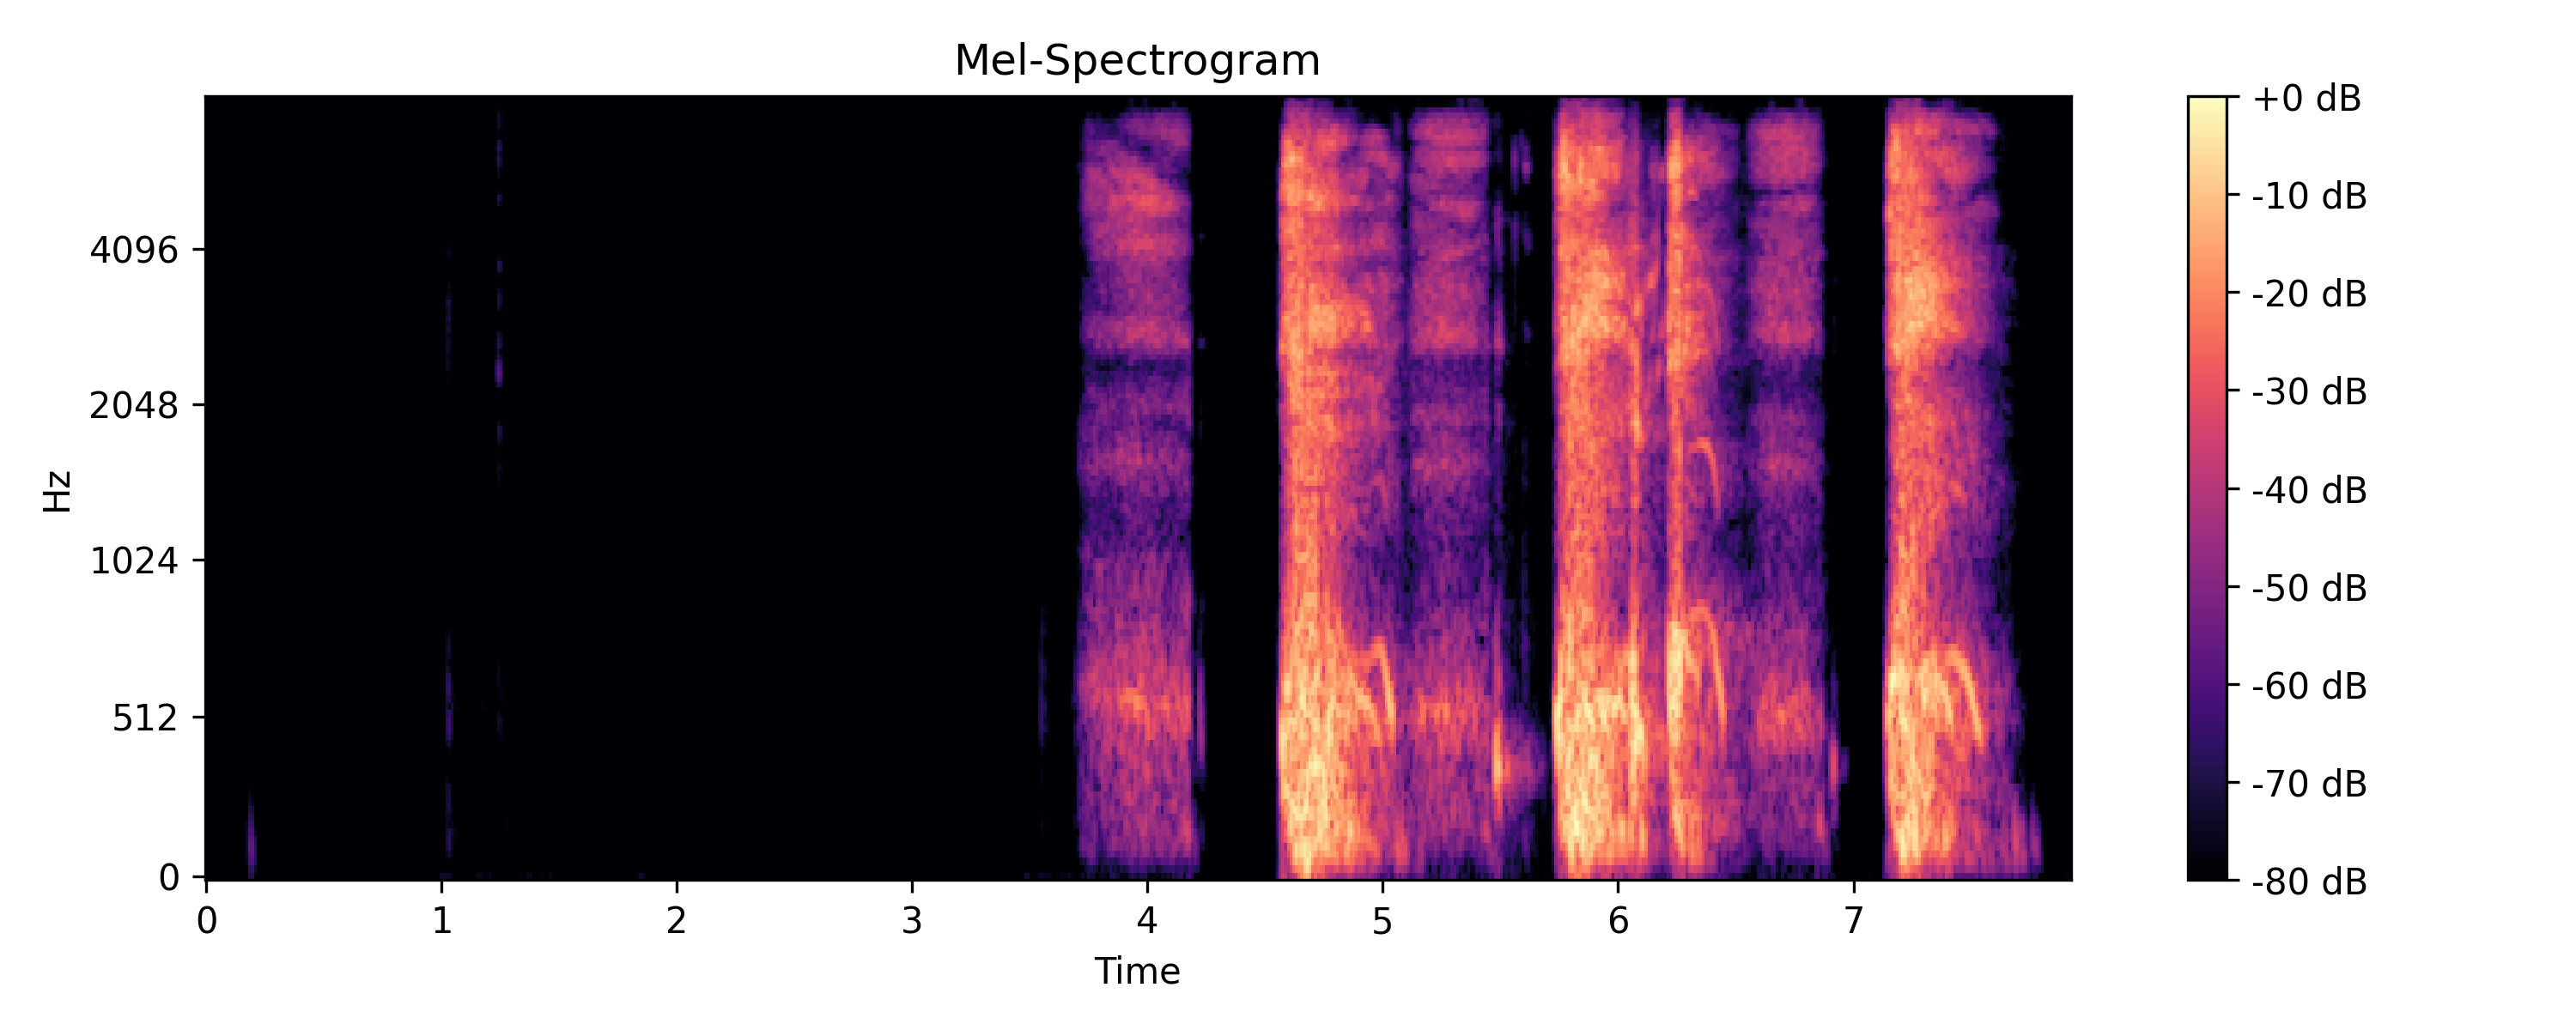 Mel-Spectrogram
+0 dB
-10 dB
-20 dB
-30 dB
-40 dB
-50 dB
-60 dB
-70 dB
-80 dB
4096
2048
1024
512
0
Hz
0 1 2 3 4 5 6 7
Time